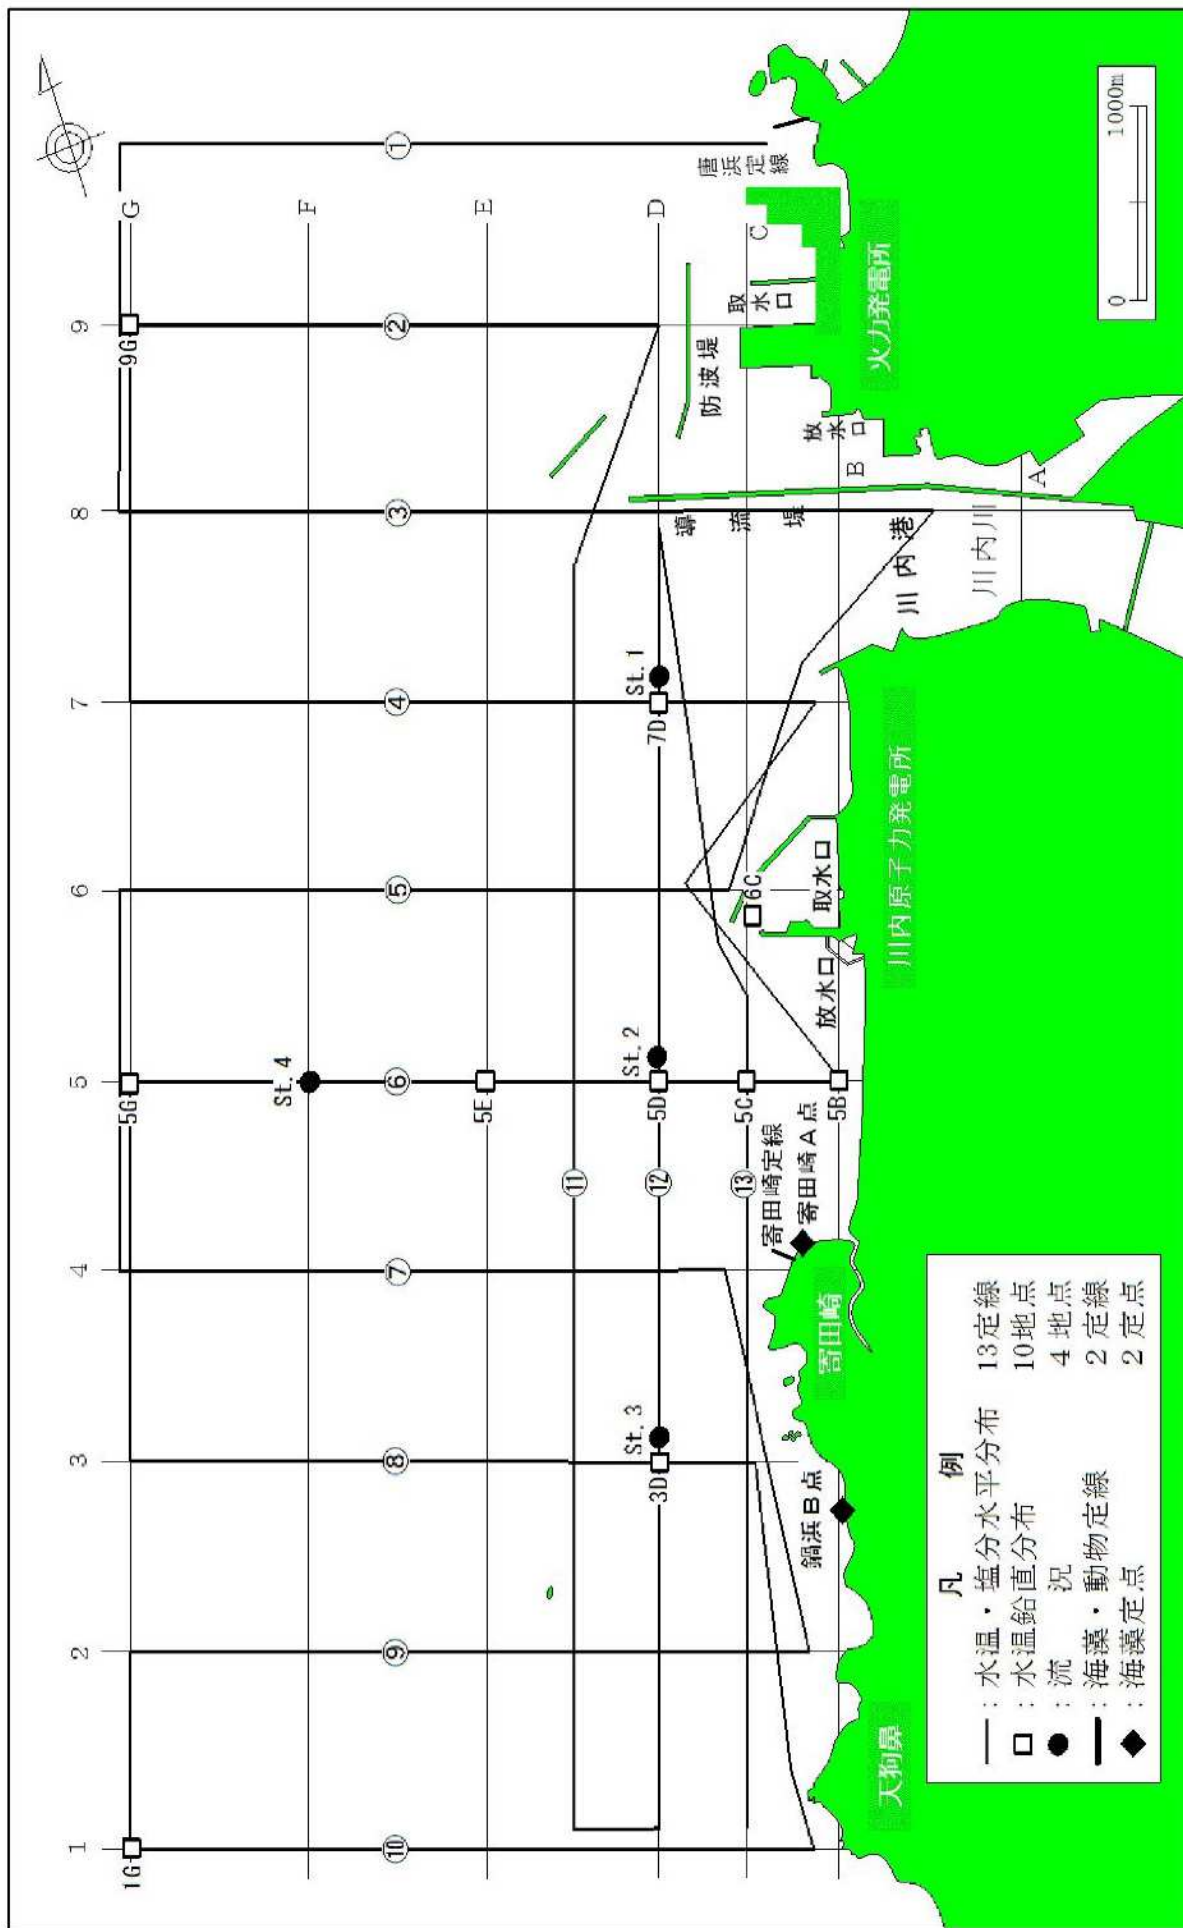 1
2
3
4
5
6
7
8
9
G
F
E
D
C
B
A
①
②
③
④
⑤
⑥
⑦
⑧
⑨
⑩
⑪
⑫
⑬
1G
5G
9G
St. 4
5E
St. 3
3D
St. 2
5D
St. 1
7D
5C
6C
5B
唐浜定線
取水口
防波堤
放水口
火力発電所
導流堤
川内港
川内川
川内原子力発電所
取水口
放水口
寄田崎定線
寄田崎A点
寄田崎
鍋浜B点
天狗鼻
凡 例
:水温・塩分水平分布 13定線
:水温鉛直分布 10地点
:流 況 4地点
:海藻・動物定線 2定線
:海藻定点 2定点
0 1000m